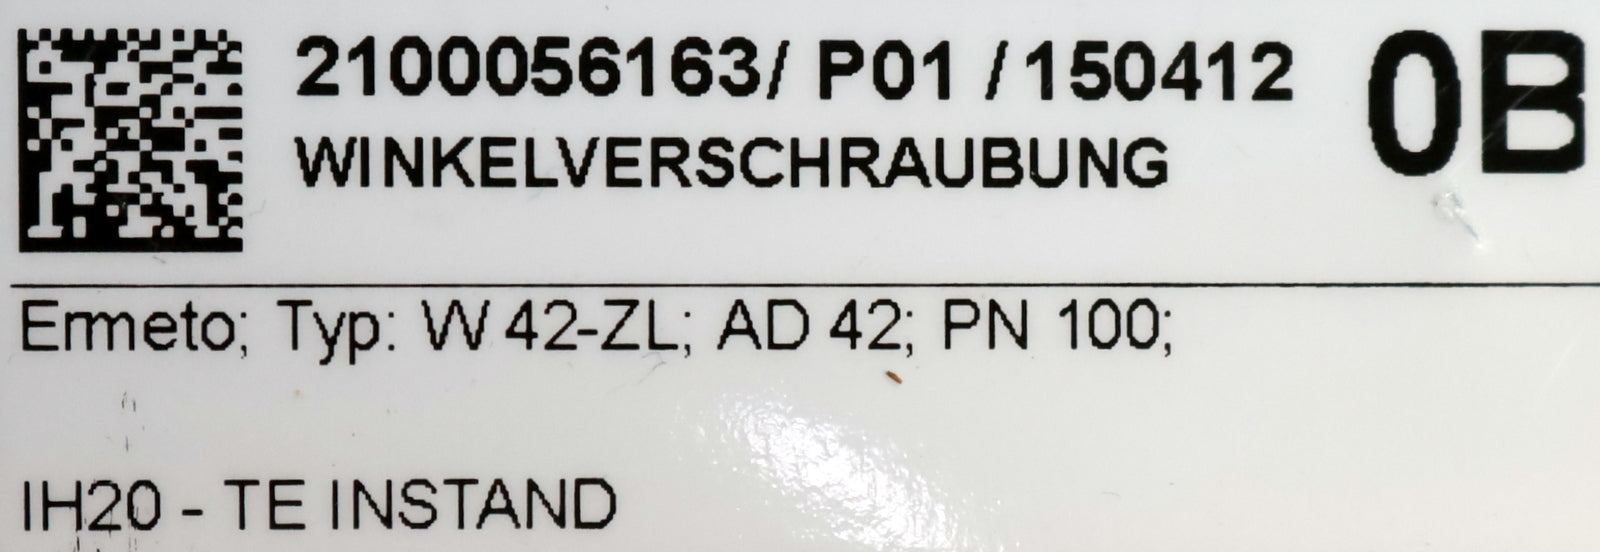 2100056163/ P01 / 150412 0B
WINKELVERSCHRAUBUNG
Ermeto; Typ: W 42-ZL; AD 42; PN 100;
IH20 - TE INSTAND